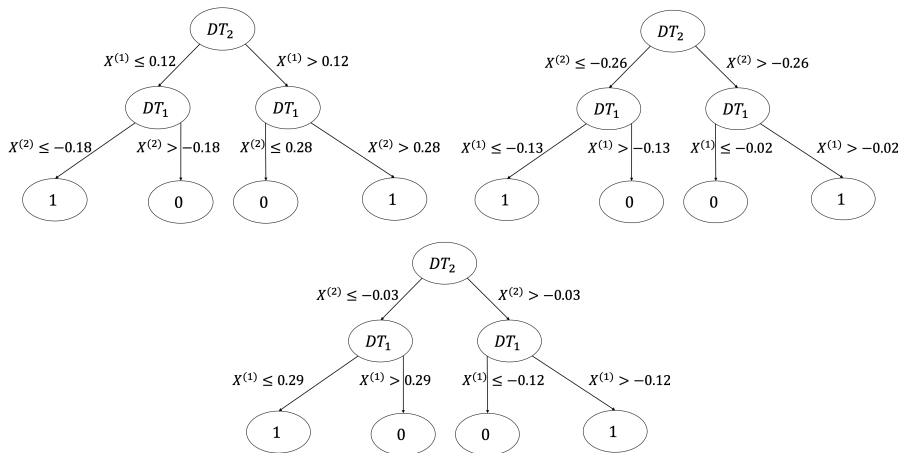 DT₂
X⁽¹⁾ ≤ 0.12 X⁽¹⁾ > 0.12
DT₁ DT₁
X⁽²⁾ ≤ −0.18 X⁽²⁾ > −0.18 X⁽²⁾ ≤ 0.28 X⁽²⁾ > 0.28
1 0 0 1
DT₂
X⁽²⁾ ≤ −0.26 X⁽²⁾ > −0.26
DT₁ DT₁
X⁽¹⁾ ≤ −0.13 X⁽¹⁾ > −0.13 X⁽¹⁾ ≤ −0.02 X⁽¹⁾ > −0.02
1 0 0 1
DT₂
X⁽²⁾ ≤ −0.03 X⁽²⁾ > −0.03
DT₁ DT₁
X⁽¹⁾ ≤ 0.29 X⁽¹⁾ > 0.29 X⁽¹⁾ ≤ −0.12 X⁽¹⁾ > −0.12
1 0 0 1